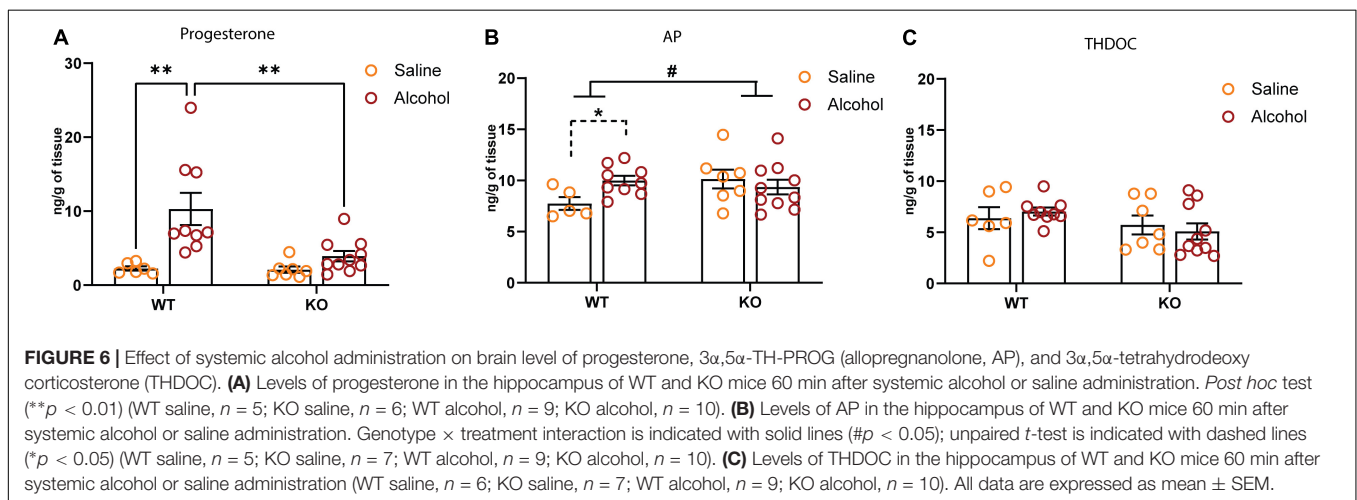 A
Progesterone
30
20
10
0
ng/g of tissue
**
**
Saline
Alcohol
WT
KO
B
AP
20
15
10
5
0
ng/g of tissue
#
*
Saline
Alcohol
WT
KO
C
THDOC
20
15
10
5
0
ng/g of tissue
Saline
Alcohol
WT
KO
FIGURE 6 | Effect of systemic alcohol administration on brain level of progesterone, 3α,5α-TH-PROG (allopregnanolone, AP), and 3α,5α-tetrahydrodeoxy
corticosterone (THDOC). (A) Levels of progesterone in the hippocampus of WT and KO mice 60 min after systemic alcohol or saline administration. Post hoc test
(**p < 0.01) (WT saline, n = 5; KO saline, n = 6; WT alcohol, n = 9; KO alcohol, n = 10). (B) Levels of AP in the hippocampus of WT and KO mice 60 min after
systemic alcohol or saline administration. Genotype × treatment interaction is indicated with solid lines (#p < 0.05); unpaired t-test is indicated with dashed lines
(*p < 0.05) (WT saline, n = 5; KO saline, n = 7; WT alcohol, n = 9; KO alcohol, n = 10). (C) Levels of THDOC in the hippocampus of WT and KO mice 60 min after
systemic alcohol or saline administration (WT saline, n = 6; KO saline, n = 7; WT alcohol, n = 9; KO alcohol, n = 10). All data are expressed as mean ± SEM.